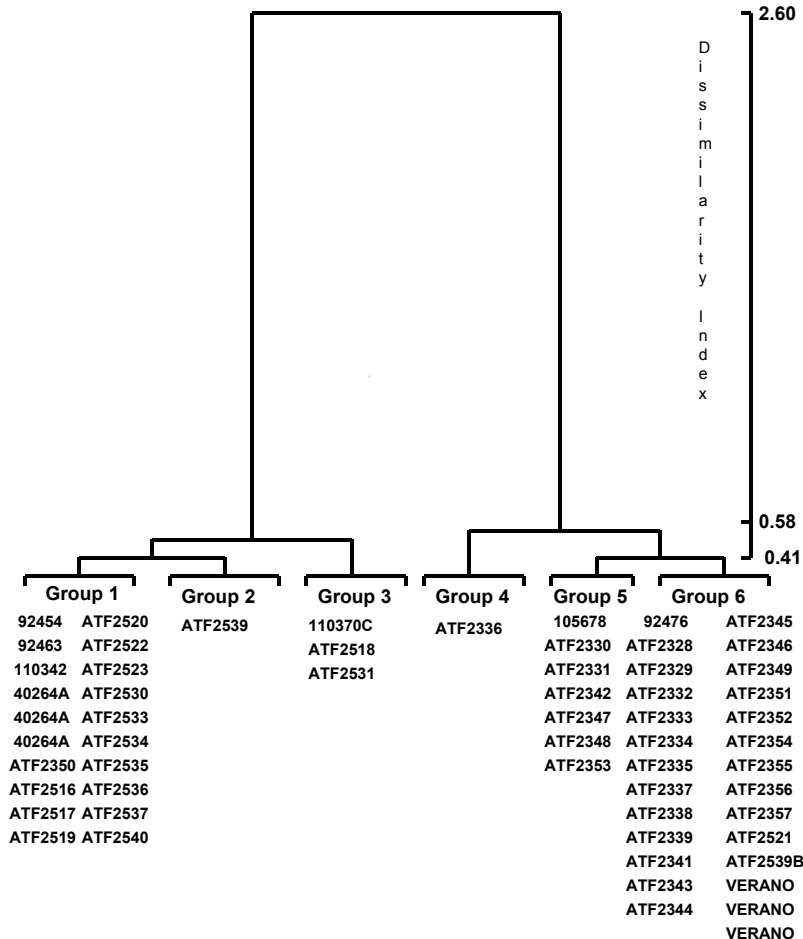 2.60
Dissimilarity Index
0.58
0.41
Group 1 Group 2 Group 3 Group 4 Group 5 Group 6
92454 ATF2520 ATF2539 110370C ATF2336 105678 92476 ATF2345
92463 ATF2522 ATF2518 ATF2330 ATF2328 ATF2346
110342 ATF2523 ATF2531 ATF2331 ATF2329 ATF2349
40264A ATF2530 ATF2342 ATF2332 ATF2351
40264A ATF2533 ATF2347 ATF2333 ATF2352
40264A ATF2534 ATF2348 ATF2334 ATF2354
ATF2350 ATF2535 ATF2353 ATF2335 ATF2355
ATF2516 ATF2536 ATF2337 ATF2356
ATF2517 ATF2537 ATF2338 ATF2357
ATF2519 ATF2540 ATF2339 ATF2521
ATF2341 ATF2539B
ATF2343 VERANO
ATF2344 VERANO
VERANO